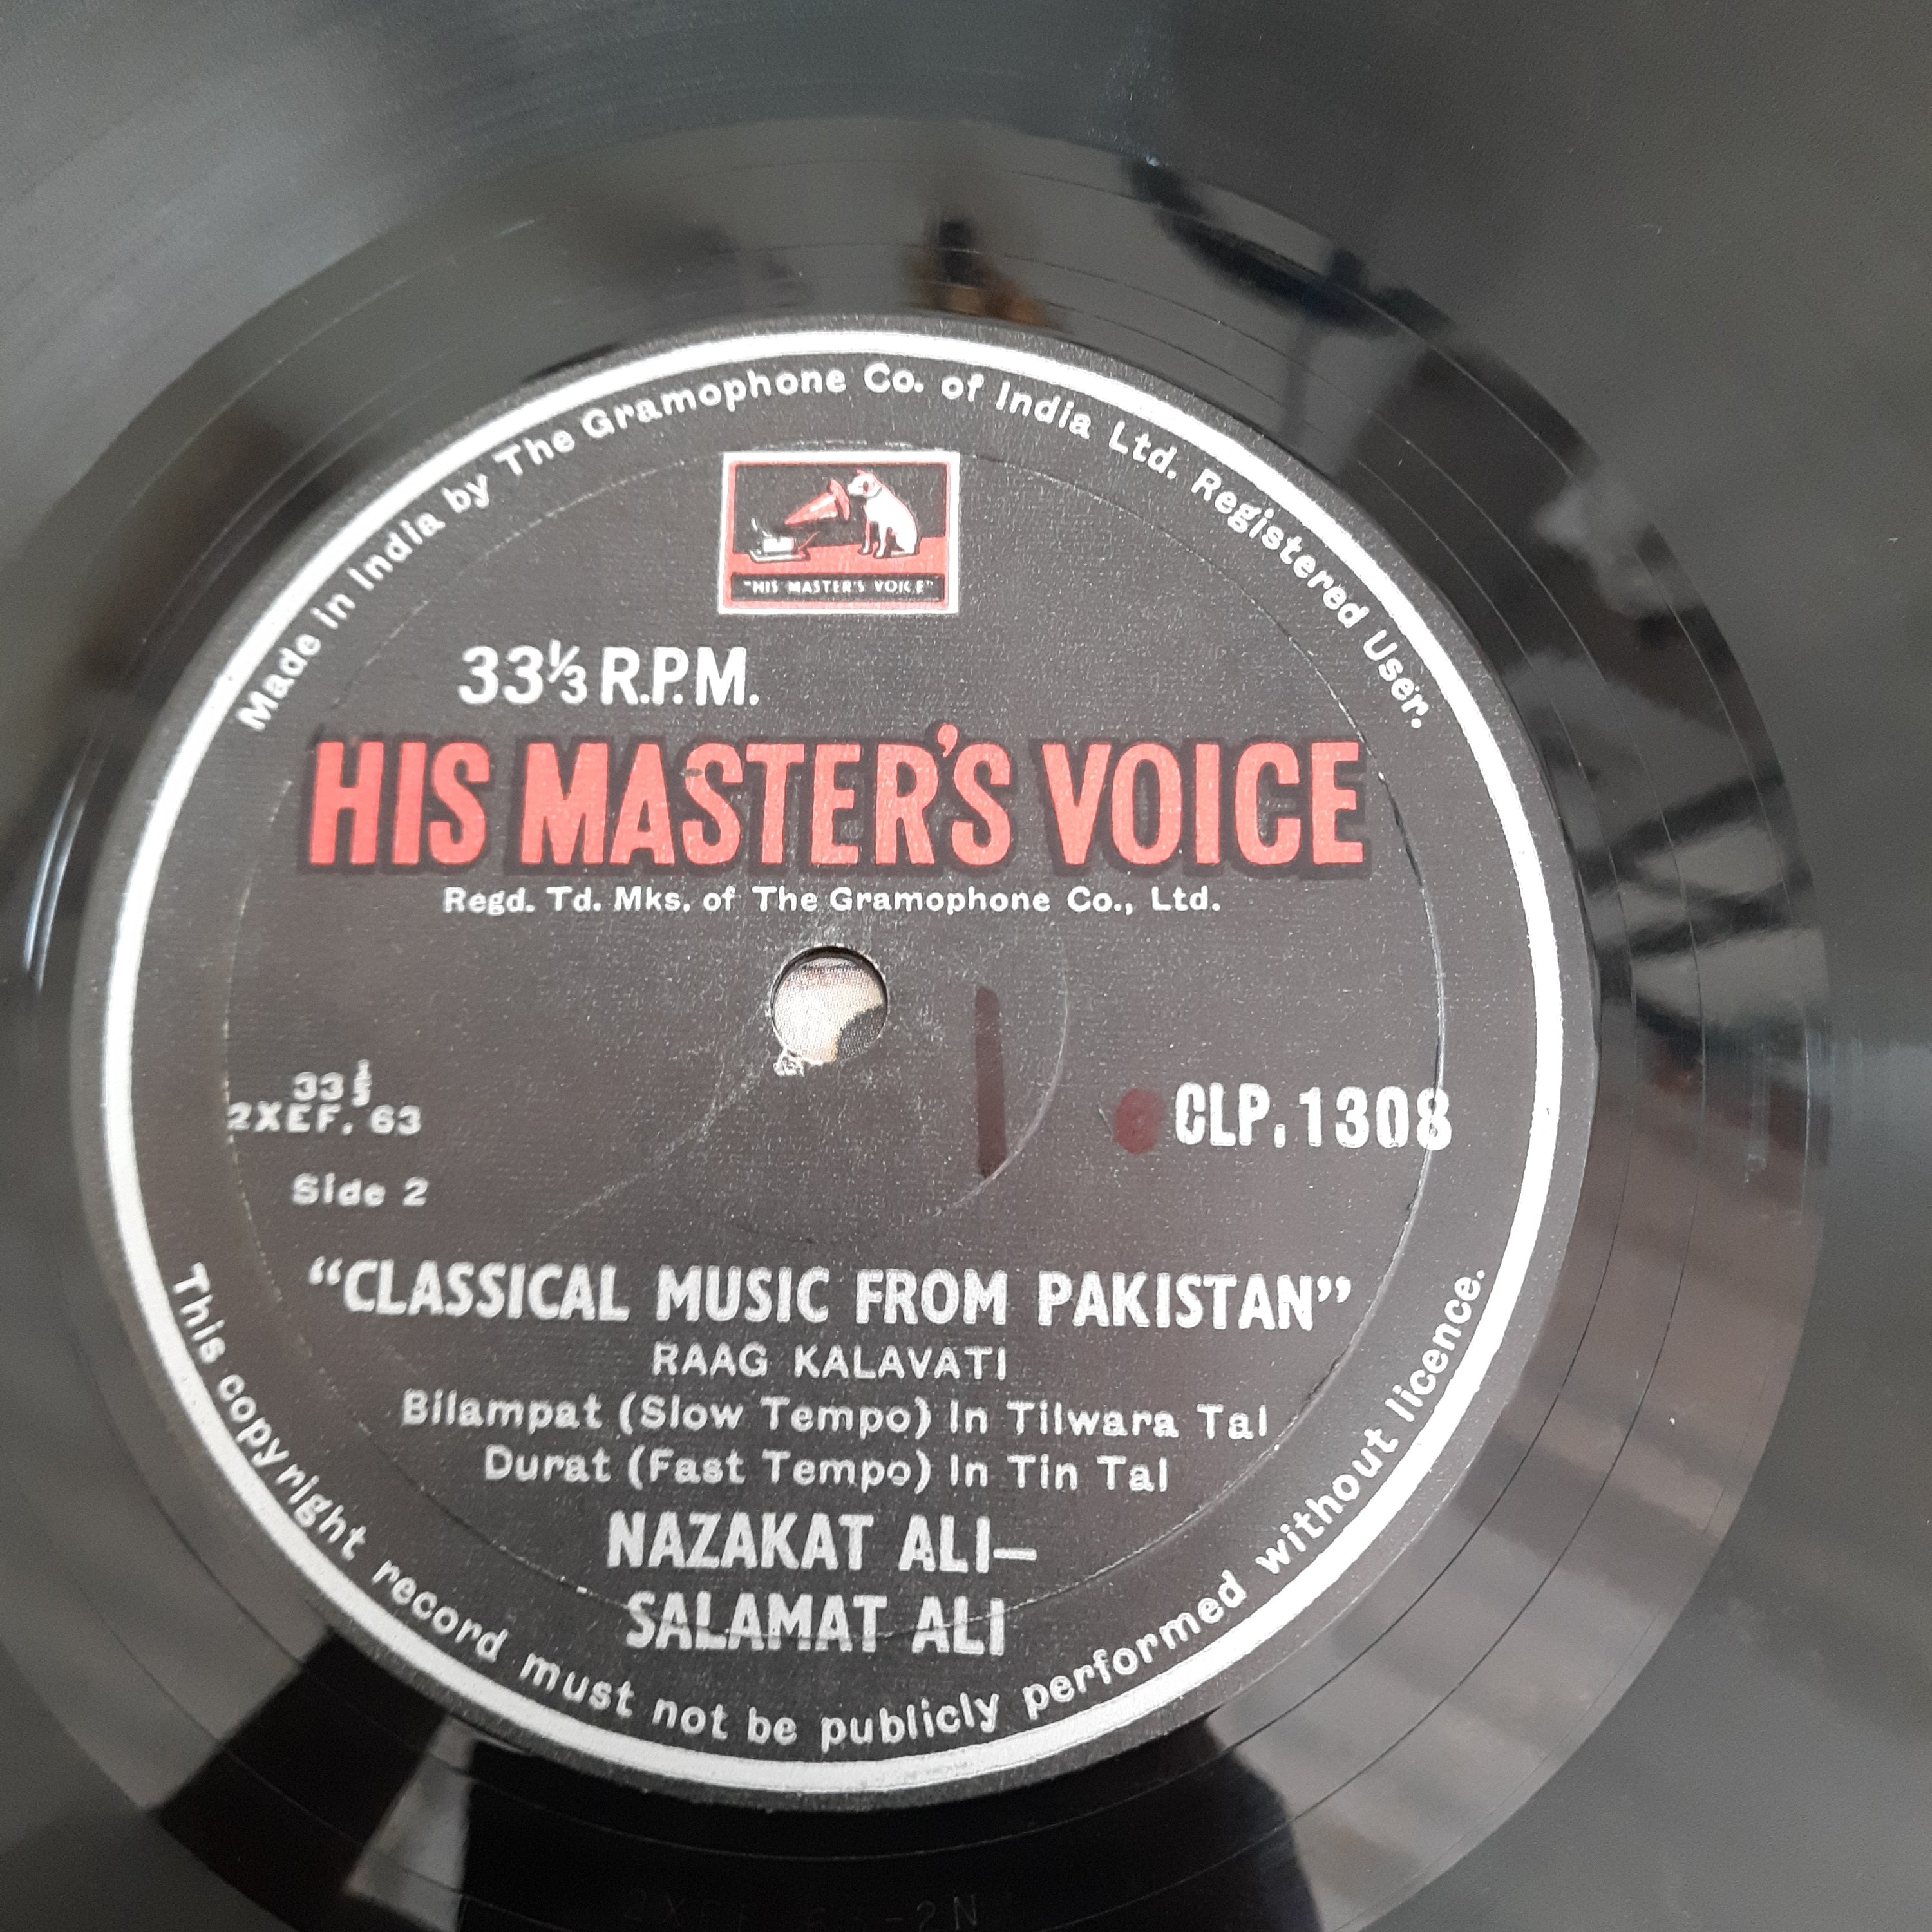 Made in India by The Gramophone Co. of India Ltd. Registered User.
"HIS MASTER'S VOICE"
33⅓ R.P.M.
HIS MASTER'S VOICE
Regd. Td. Mks. of The Gramophone Co., Ltd.
33⅓
2XEF. 63
CLP. 1308
Side 2
“CLASSICAL MUSIC FROM PAKISTAN”
RAAG KALAVATI
Bilampat (Slow Tempo) In Tilwara Tal
Durat (Fast Tempo) In Tin Tal
NAZAKAT ALI—
SALAMAT ALI
This copyright record must not be publicly performed without licence.